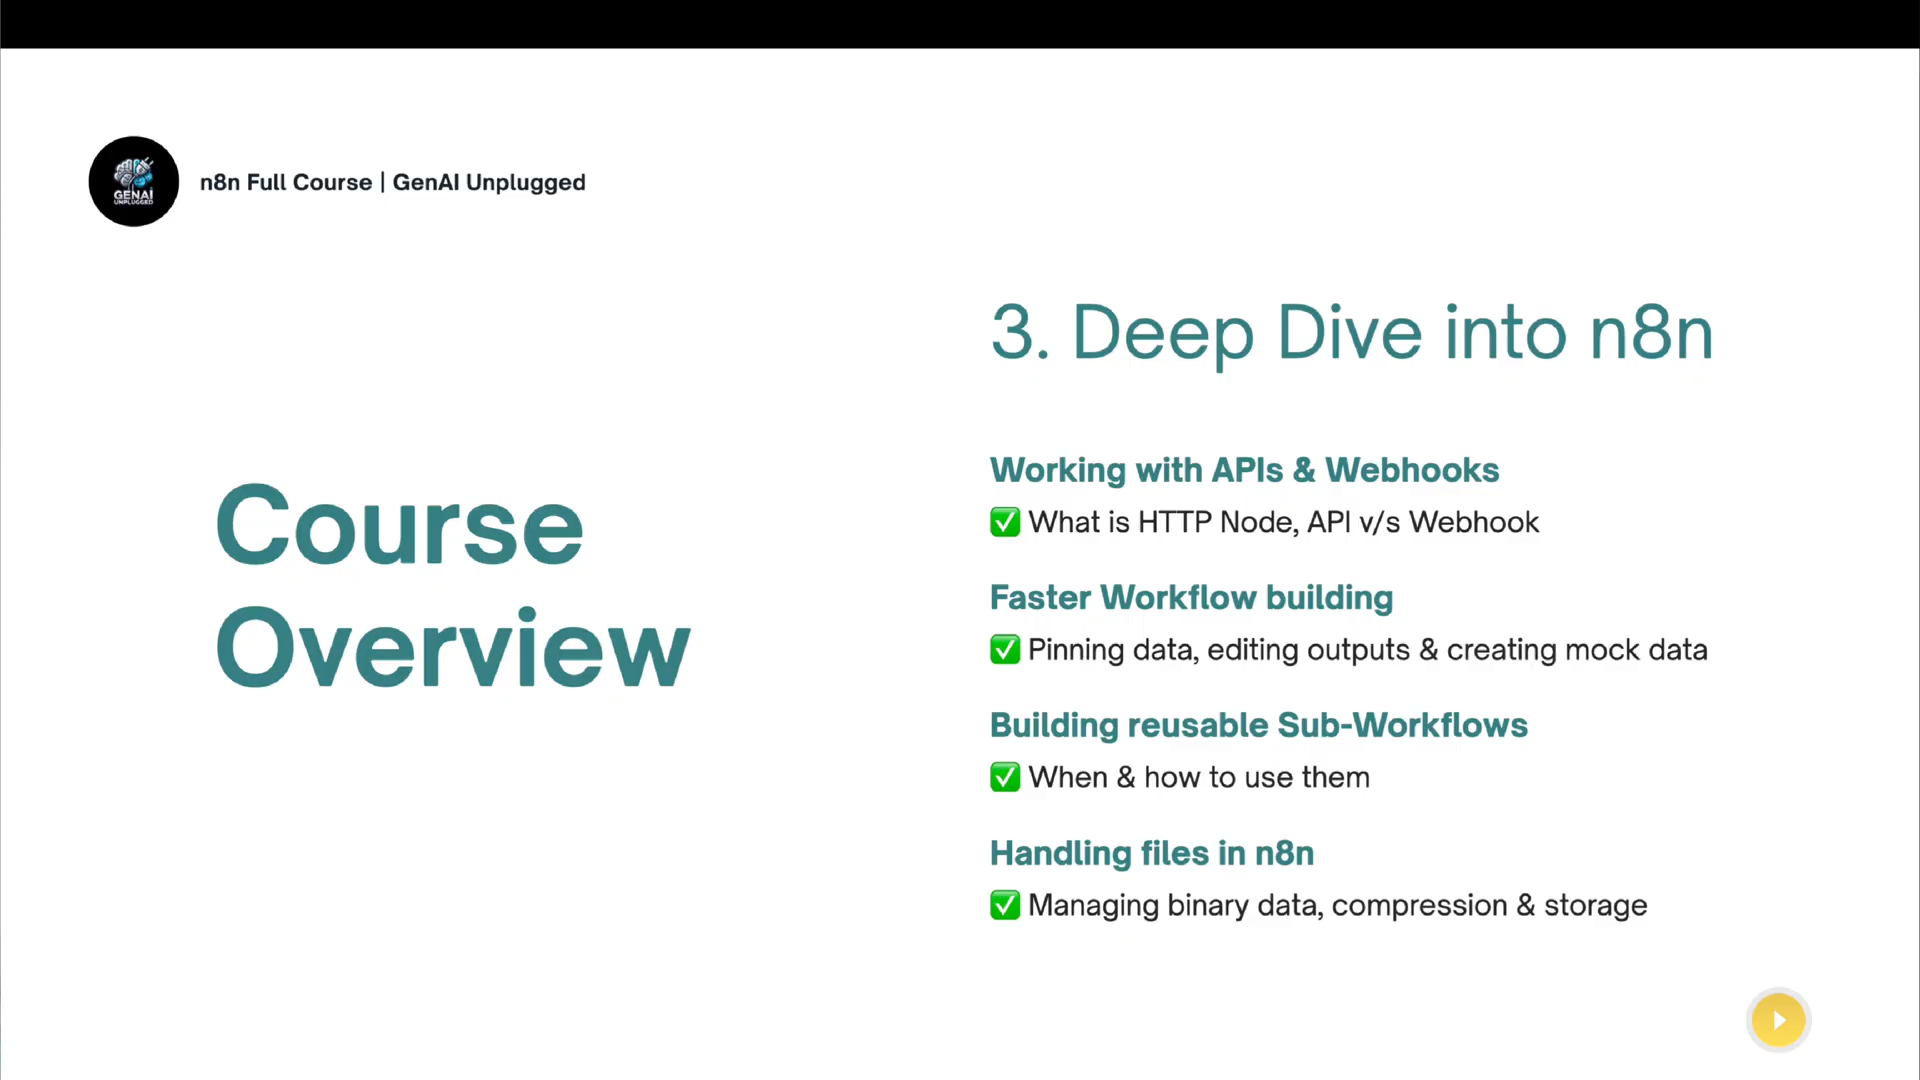 GENAI
UNPLUGGED
n8n Full Course | GenAI Unplugged
Course
Overview
3. Deep Dive into n8n
Working with APIs & Webhooks
✅ What is HTTP Node, API v/s Webhook
Faster Workflow building
✅ Pinning data, editing outputs & creating mock data
Building reusable Sub-Workflows
✅ When & how to use them
Handling files in n8n
✅ Managing binary data, compression & storage